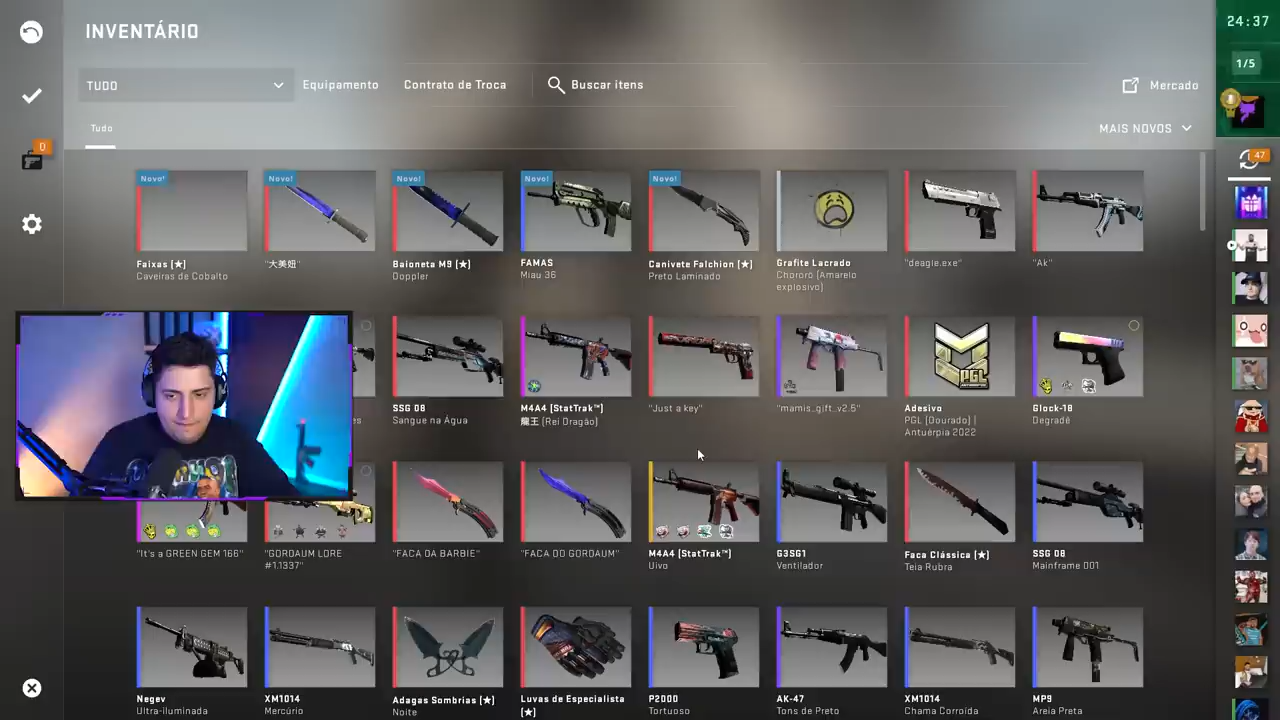 INVENTÁRIO
24:37
TUDO
Equipamento
Contrato de Troca
Buscar itens
Mercado
1/5
Tudo
MAIS NOVOS
0
47
Novo!
Novo!
Novo!
Novo!
Novo!
Faixas (★)
Caveiras de Cobalto
"大美妞"
Baioneta M9 (★)
Doppler
FAMAS
Miau 36
Canivete Falchion (★)
Preto Laminado
Grafite Lacrado
Chororô (Amarelo
explosivo)
"deagle.exe"
"Ak"
SSG 08
Sangue na Água
M4A4 (StatTrak™)
龍王 (Rei Dragão)
"Just a key"
"mamis_gift_v2.5"
PGL
Adesivo
PGL (Dourado) |
Antuérpia 2022
Glock-18
Degradê
"It's a GREEN GEM 166"
"GORDAUM LORE
#1.1337"
"FACA DA BARBIE"
"FACA DO GORDAUM"
M4A4 (StatTrak™)
Uivo
G3SG1
Ventilador
Faca Clássica (★)
Teia Rubra
SSG 08
Mainframe 001
Negev
Ultra-iluminada
XM1014
Mercúrio
Adagas Sombrias (★)
Noite
Luvas de Especialista
(★)
P2000
Tortuoso
AK-47
Tons de Preto
XM1014
Chama Corroída
MP9
Areia Preta